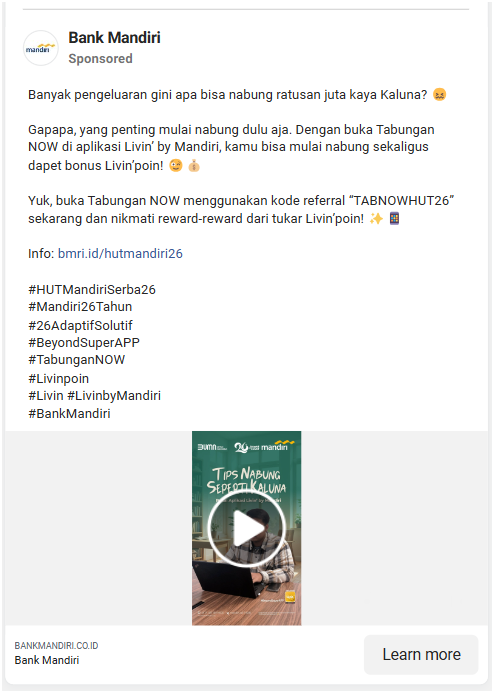 mandiri
Bank Mandiri
Sponsored
Banyak pengeluaran gini apa bisa nabung ratusan juta kaya Kaluna? 😖
Gapapa, yang penting mulai nabung dulu aja. Dengan buka Tabungan
NOW di aplikasi Livin’ by Mandiri, kamu bisa mulai nabung sekaligus
dapet bonus Livin’poin! 😉 👌🏻
Yuk, buka Tabungan NOW menggunakan kode referral “TABNOWHUT26”
sekarang dan nikmati reward-reward dari tukar Livin’poin! ✨ 📱
Info: bmri.id/hutmandiri26
#HUTMandiriSerba26
#Mandiri26Tahun
#26AdaptifSolutif
#BeyondSuperAPP
#TabunganNOW
#Livinpoin
#Livin #LivinbyMandiri
#BankMandiri
BUMN 26 mandiri
TIPS NABUNG
SEPERTI KALUNA
BANKMANDIRI.CO.ID
Bank Mandiri
Learn more